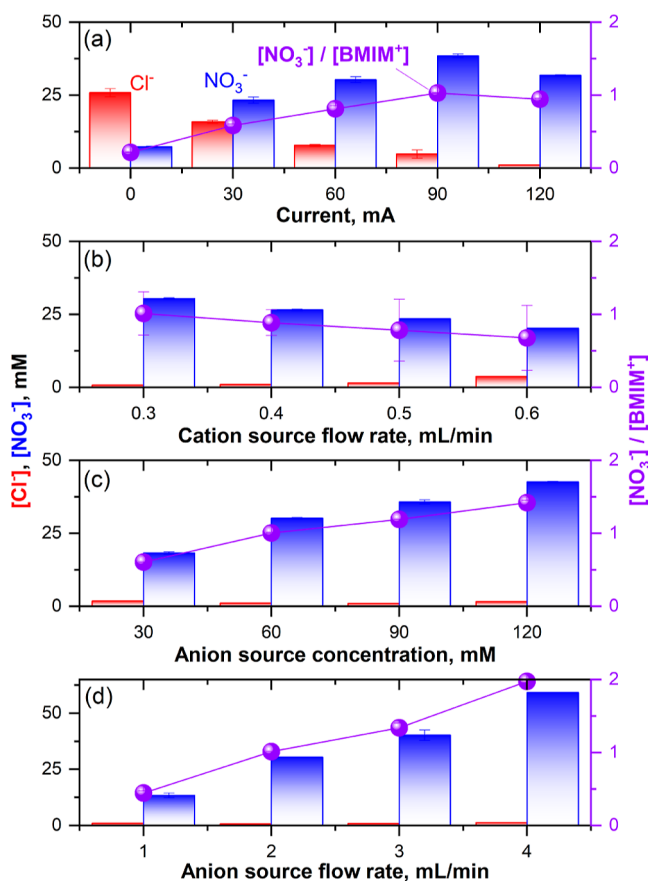 (a)
Cl⁻
NO₃⁻
[NO₃⁻] / [BMIM⁺]
50
25
0
2
1
0
0 30 60 90 120
Current, mA
(b)
50
25
0
2
1
0
0.3 0.4 0.5 0.6
Cation source flow rate, mL/min
[Cl⁻], [NO₃⁻], mM
[NO₃⁻] / [BMIM⁺]
(c)
50
25
0
2
1
0
30 60 90 120
Anion source concentration, mM
(d)
50
25
0
2
1
0
1 2 3 4
Anion source flow rate, mL/min